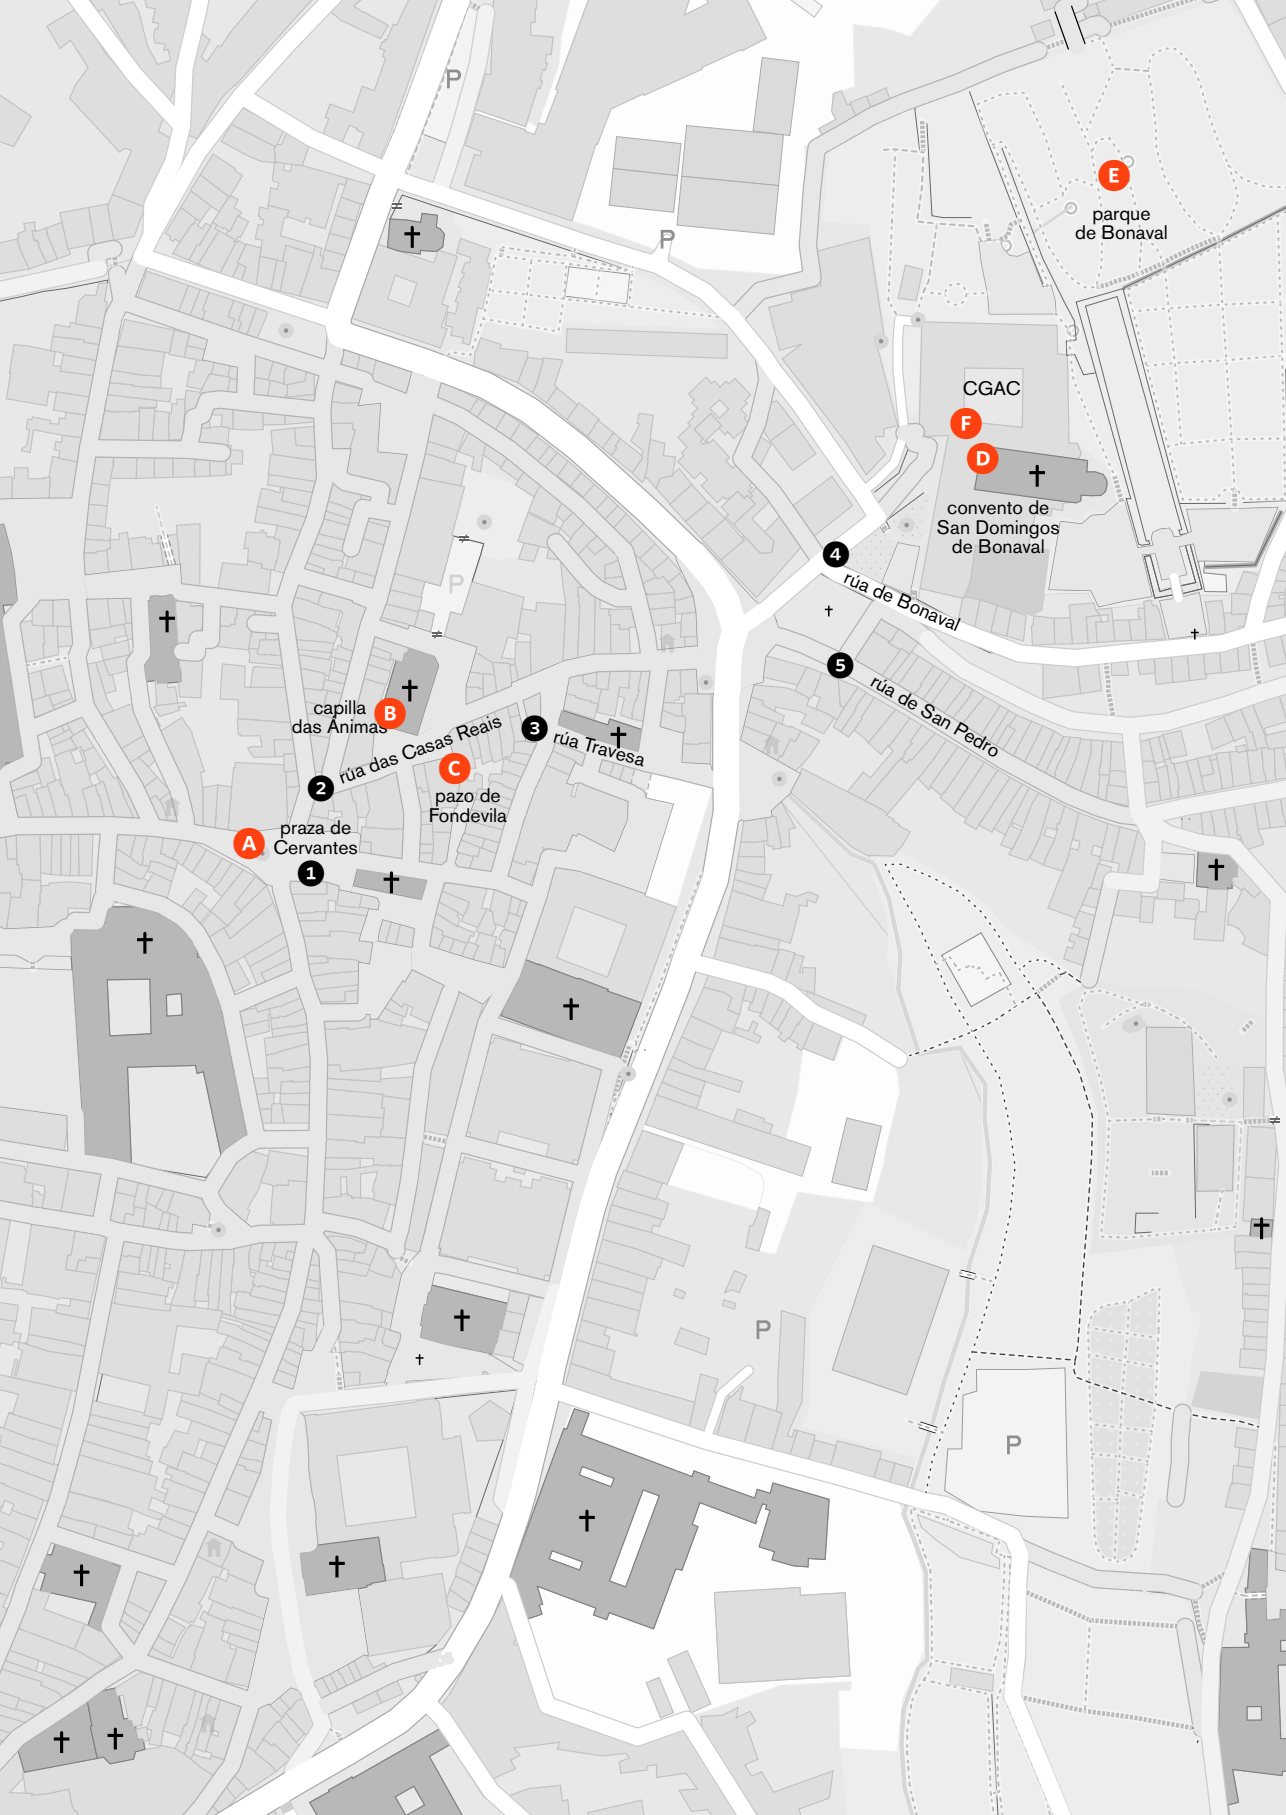 P
E
parque
de Bonaval
P
CGAC
F
D
convento de
San Domingos
de Bonaval
4
rúa de Bonaval
P
5
rúa de San Pedro
capilla
das Ánimas
B
rúa das Casas Reais
3
rúa Travesa
C
pazo de
Fondevila
2
praza de
Cervantes
A
1
P
P